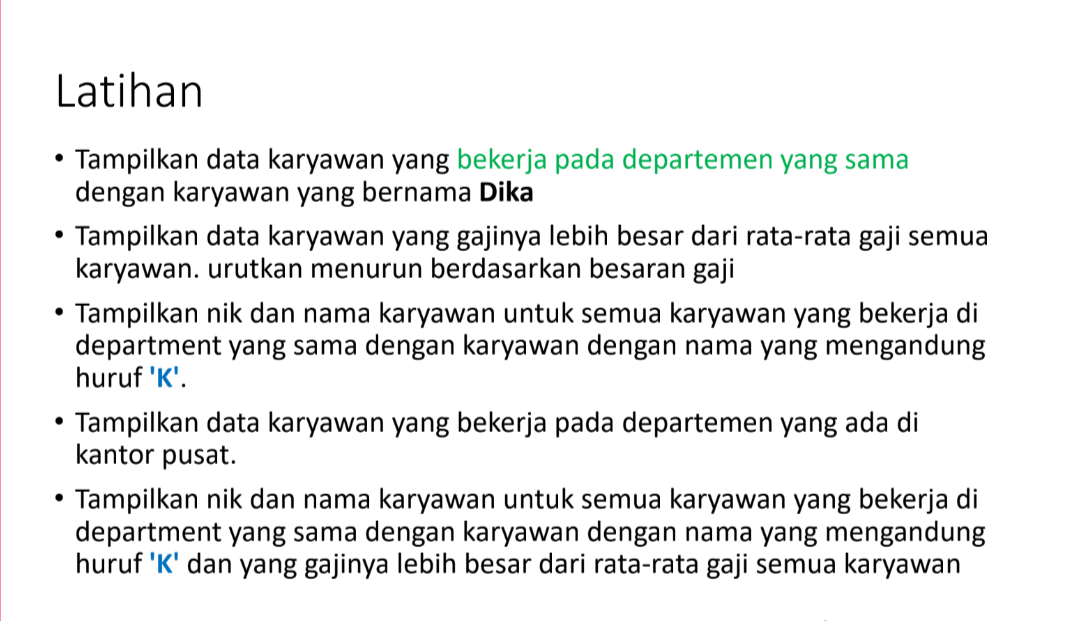 Latihan
• Tampilkan data karyawan yang bekerja pada departemen yang sama
dengan karyawan yang bernama Dika
• Tampilkan data karyawan yang gajinya lebih besar dari rata-rata gaji semua
karyawan. urutkan menurun berdasarkan besaran gaji
• Tampilkan nik dan nama karyawan untuk semua karyawan yang bekerja di
department yang sama dengan karyawan dengan nama yang mengandung
huruf 'K'.
• Tampilkan data karyawan yang bekerja pada departemen yang ada di
kantor pusat.
• Tampilkan nik dan nama karyawan untuk semua karyawan yang bekerja di
department yang sama dengan karyawan dengan nama yang mengandung
huruf 'K' dan yang gajinya lebih besar dari rata-rata gaji semua karyawan